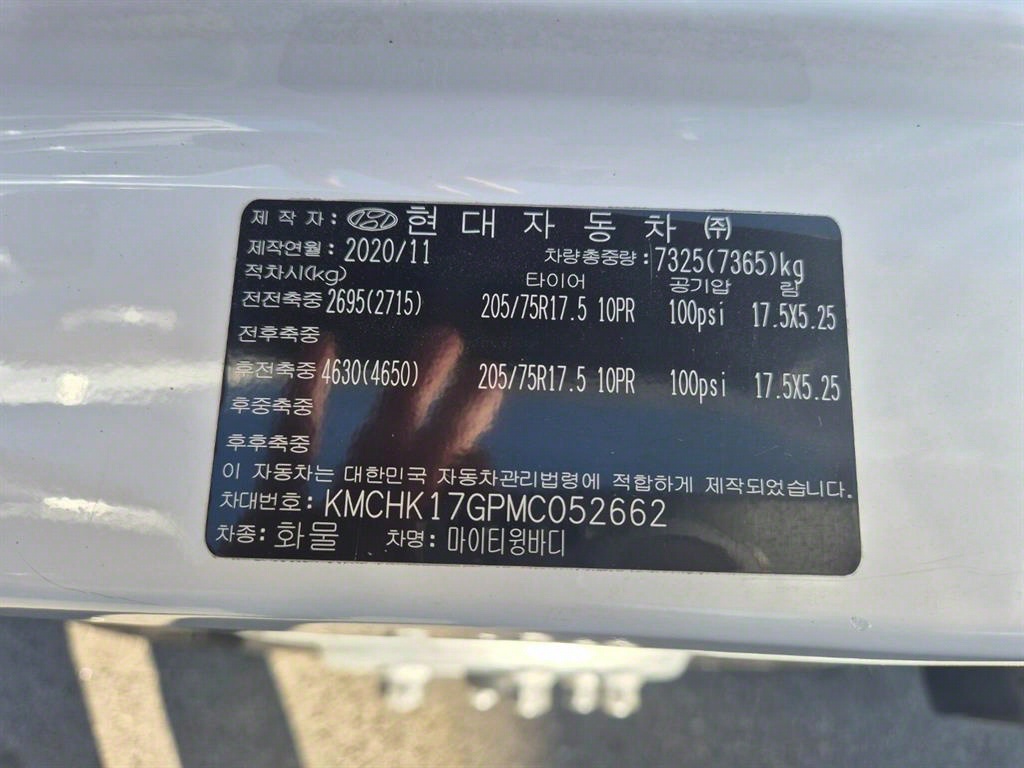 제 작 자 : 현 대 자 동 차 ㈜
제작연월 : 2020/11 차량총중량 : 7325(7365)kg
적차시(kg) 타이어 공기압 림
전전축중 2695(2715) 205/75R17.5 10PR 100psi 17.5X5.25
전후축중
후전축중 4630(4650) 205/75R17.5 10PR 100psi 17.5X5.25
후중축중
후후축중
이 자동차는 대한민국 자동차관리법령에 적합하게 제작되었습니다.
차대번호: KMCHK17GPMC052662
차종: 화물 차명: 마이티윙바디